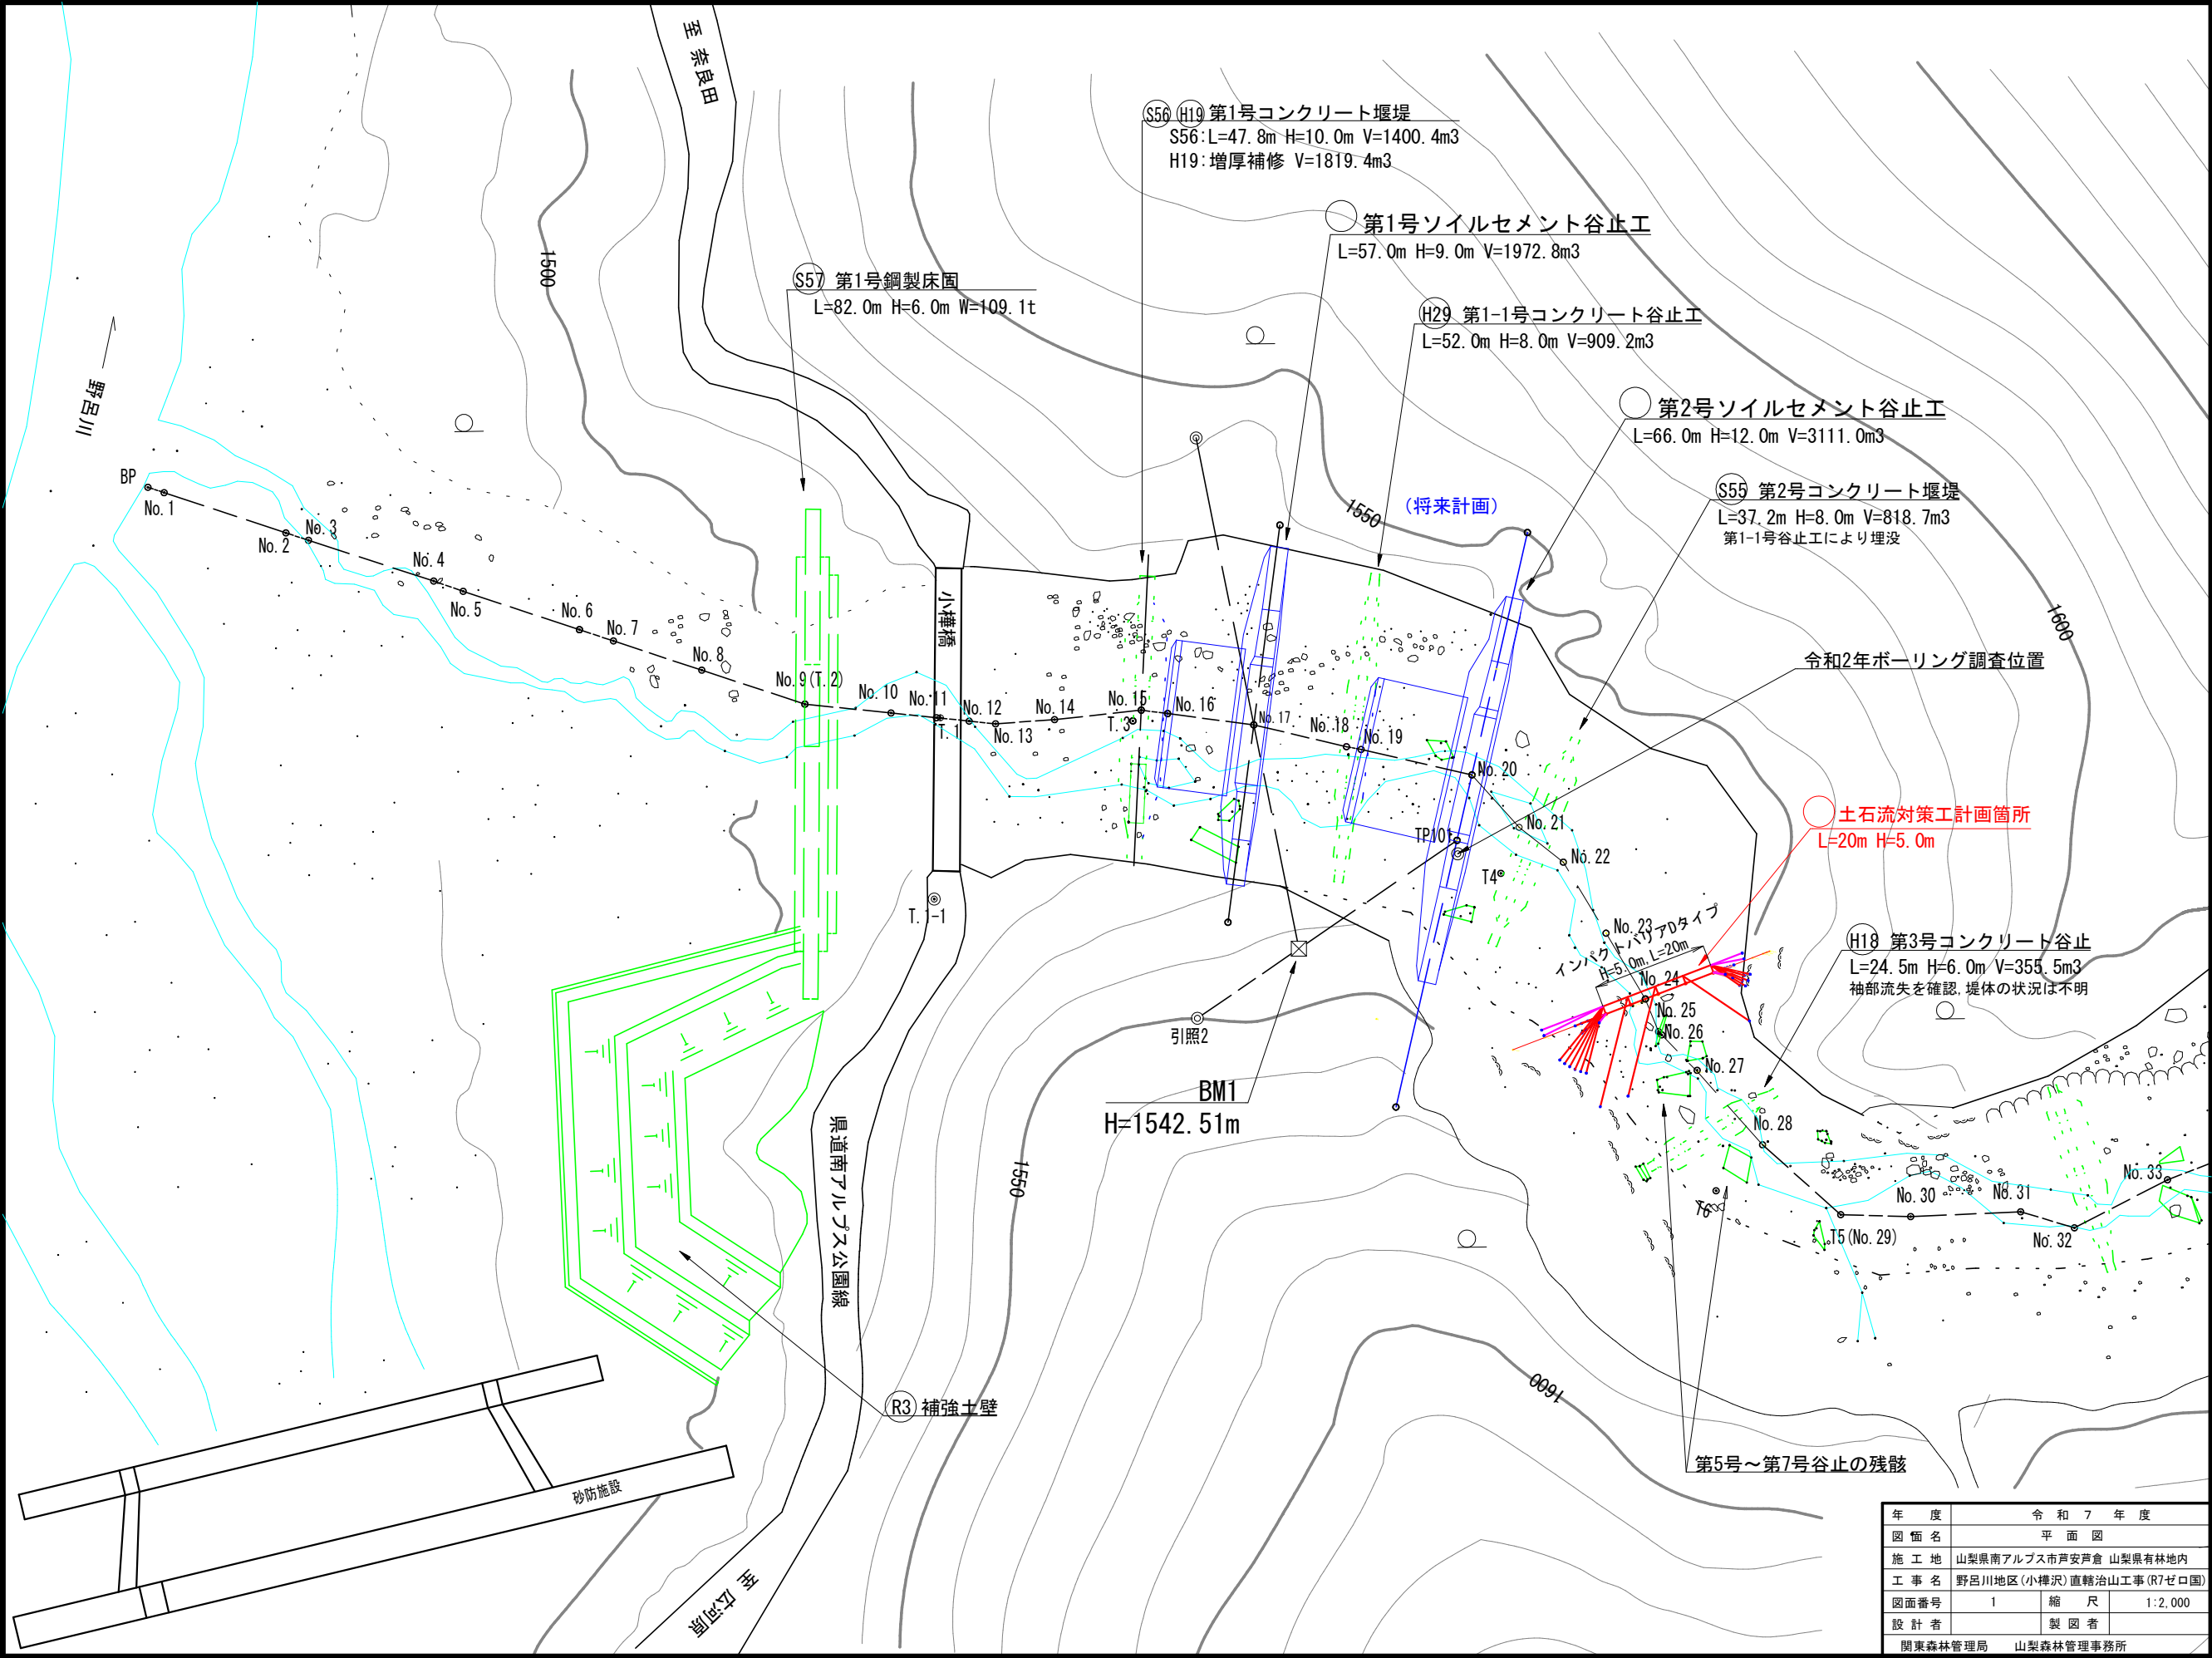 至 奈良田
S56 H19 第1号コンクリート堰堤
S56:L=47.8m H=10.0m V=1400.4m3
H19:増厚補修 V=1819.4m3
第1号ソイルセメント谷止工
L=57.0m H=9.0m V=1972.8m3
S57 第1号鋼製床固
L=82.0m H=6.0m W=109.1t
H29 第1-1号コンクリート谷止工
L=52.0m H=8.0m V=909.2m3
第2号ソイルセメント谷止工
L=66.0m H=12.0m V=3111.0m3
S55 第2号コンクリート堰堤
L=37.2m H=8.0m V=818.7m3
第1-1号谷止工により埋没
(将来計画)
1500
1550
1600
野呂川
BP
No.1
No.2
No.3
No.4
No.5
No.6
No.7
No.8
No.9(T.2)
No.10
No.11
T.1
No.12
No.13
No.14
No.15
T.3
No.16
No.17
No.18
No.19
No.20
No.21
No.22
小樺橋
令和2年ボーリング調査位置
土石流対策工計画箇所
L=20m H=5.0m
TP.10
T4
T.1-1
No.23
インパクトバリアDタイプ
H=5.0m,L=20m
No.24
No.25
No.26
No.27
No.28
H18 第3号コンクリート谷止
L=24.5m H=6.0m V=355.5m3
袖部流失を確認,堤体の状況は不明
引照2
BM1
H=1542.51m
県道南アルプス公園線
1550
T6
T5(No.29)
No.30
No.31
No.32
No.33
1600
R3 補強土壁
第5号～第7号谷止の残骸
砂防施設
至 広河原
年 度 令 和 7 年 度
図 面 名 平 面 図
施 工 地 山梨県南アルプス市芦安芦倉 山梨県有林地内
工 事 名 野呂川地区(小樺沢)直轄治山工事(R7ゼロ国)
図面番号 1 縮 尺 1:2,000
設 計 者 製 図 者
関東森林管理局 山梨森林管理事務所